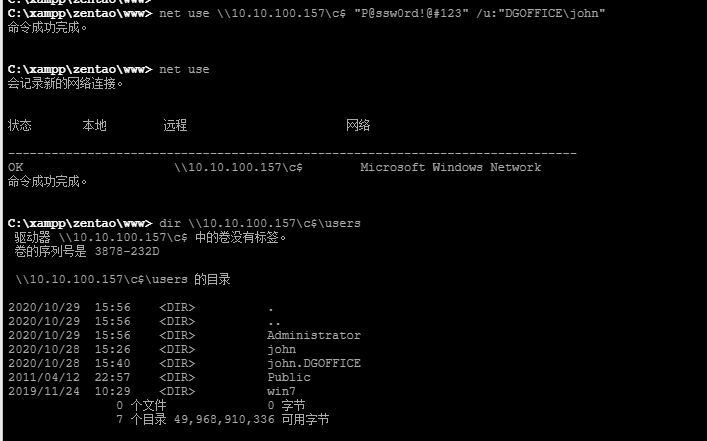 C:\xampp\zentao\www> net use \\10.10.100.157\c$ "P@ssw0rd!@#123" /u:"DGOFFICE\john"
命令成功完成。
C:\xampp\zentao\www> net use
会记录新的网络连接。
状态 本地 远程 网络
-------------------------------------------------------------------------------
OK \\10.10.100.157\c$ Microsoft Windows Network
命令成功完成。
C:\xampp\zentao\www> dir \\10.10.100.157\c$\users
驱动器 \\10.10.100.157\c$ 中的卷没有标签。
卷的序列号是 3878-232D
\\10.10.100.157\c$\users 的目录
2020/10/29 15:56 <DIR> .
2020/10/29 15:56 <DIR> ..
2020/10/29 15:56 <DIR> Administrator
2020/10/28 15:26 <DIR> john
2020/10/28 15:40 <DIR> john.DGOFFICE
2011/04/12 22:57 <DIR> Public
2019/11/24 10:29 <DIR> win7
0 个文件 0 字节
7 个目录 49,968,910,336 可用字节